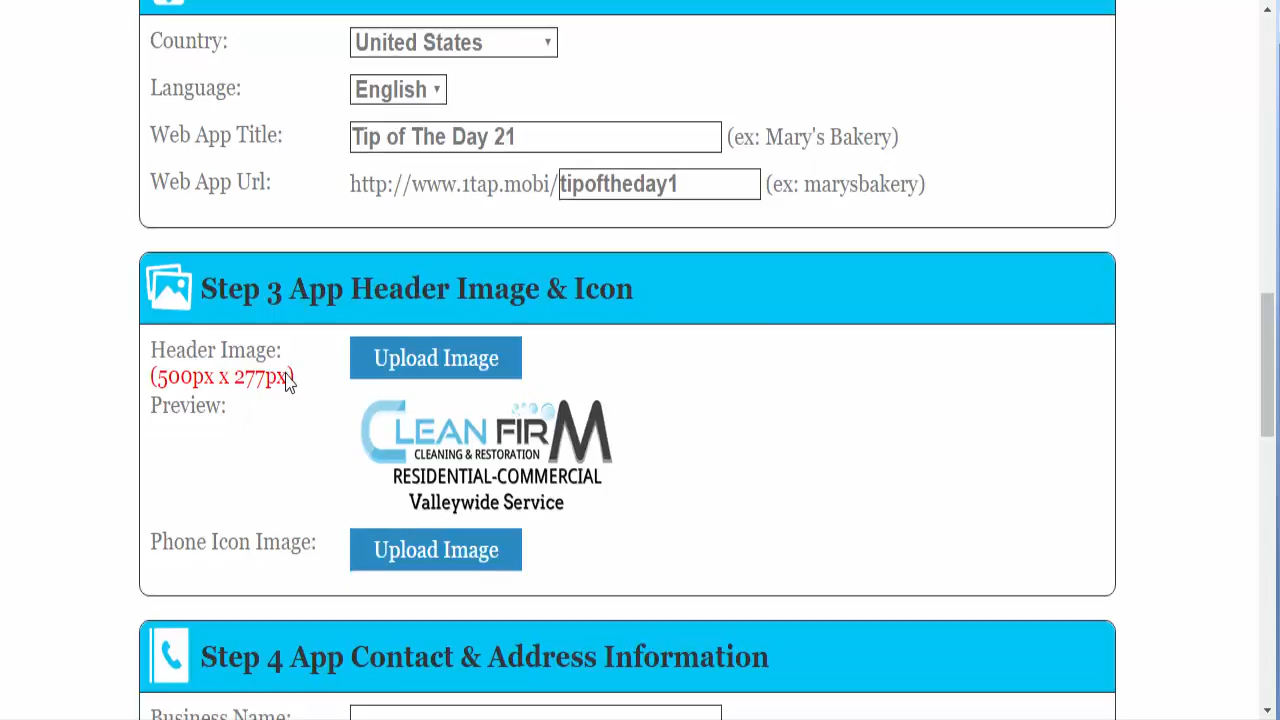 Country: United States
Language: English
Web App Title: Tip of The Day 21 (ex: Mary's Bakery)
Web App Url: http://www.1tap.mobi/tipoftheday1 (ex: marysbakery)
Step 3 App Header Image & Icon
Header Image: Upload Image
(500px x 277px)
Preview:
CLEAN FIRM
CLEANING & RESTORATION
RESIDENTIAL-COMMERCIAL
Valleywide Service
Phone Icon Image: Upload Image
Step 4 App Contact & Address Information
Business Name: